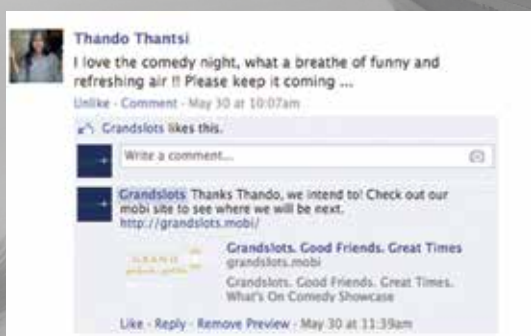 Thando Thantsi
I love the comedy night, what a breathe of funny and
refreshing air !! Please keep it coming ...
Unlike · Comment · May 30 at 10:07am
Grandslots likes this.
Write a comment...
Grandslots Thanks Thando, we intend to! Check out our
mobi site to see where we will be next.
http://grandslots.mobi/
GRAND
Grandslots. Good Friends. Great Times
grandslots.mobi
Grandslots. Good Friends. Great Times.
What's On Comedy Showcase
Like · Reply · Remove Preview · May 30 at 11:39am